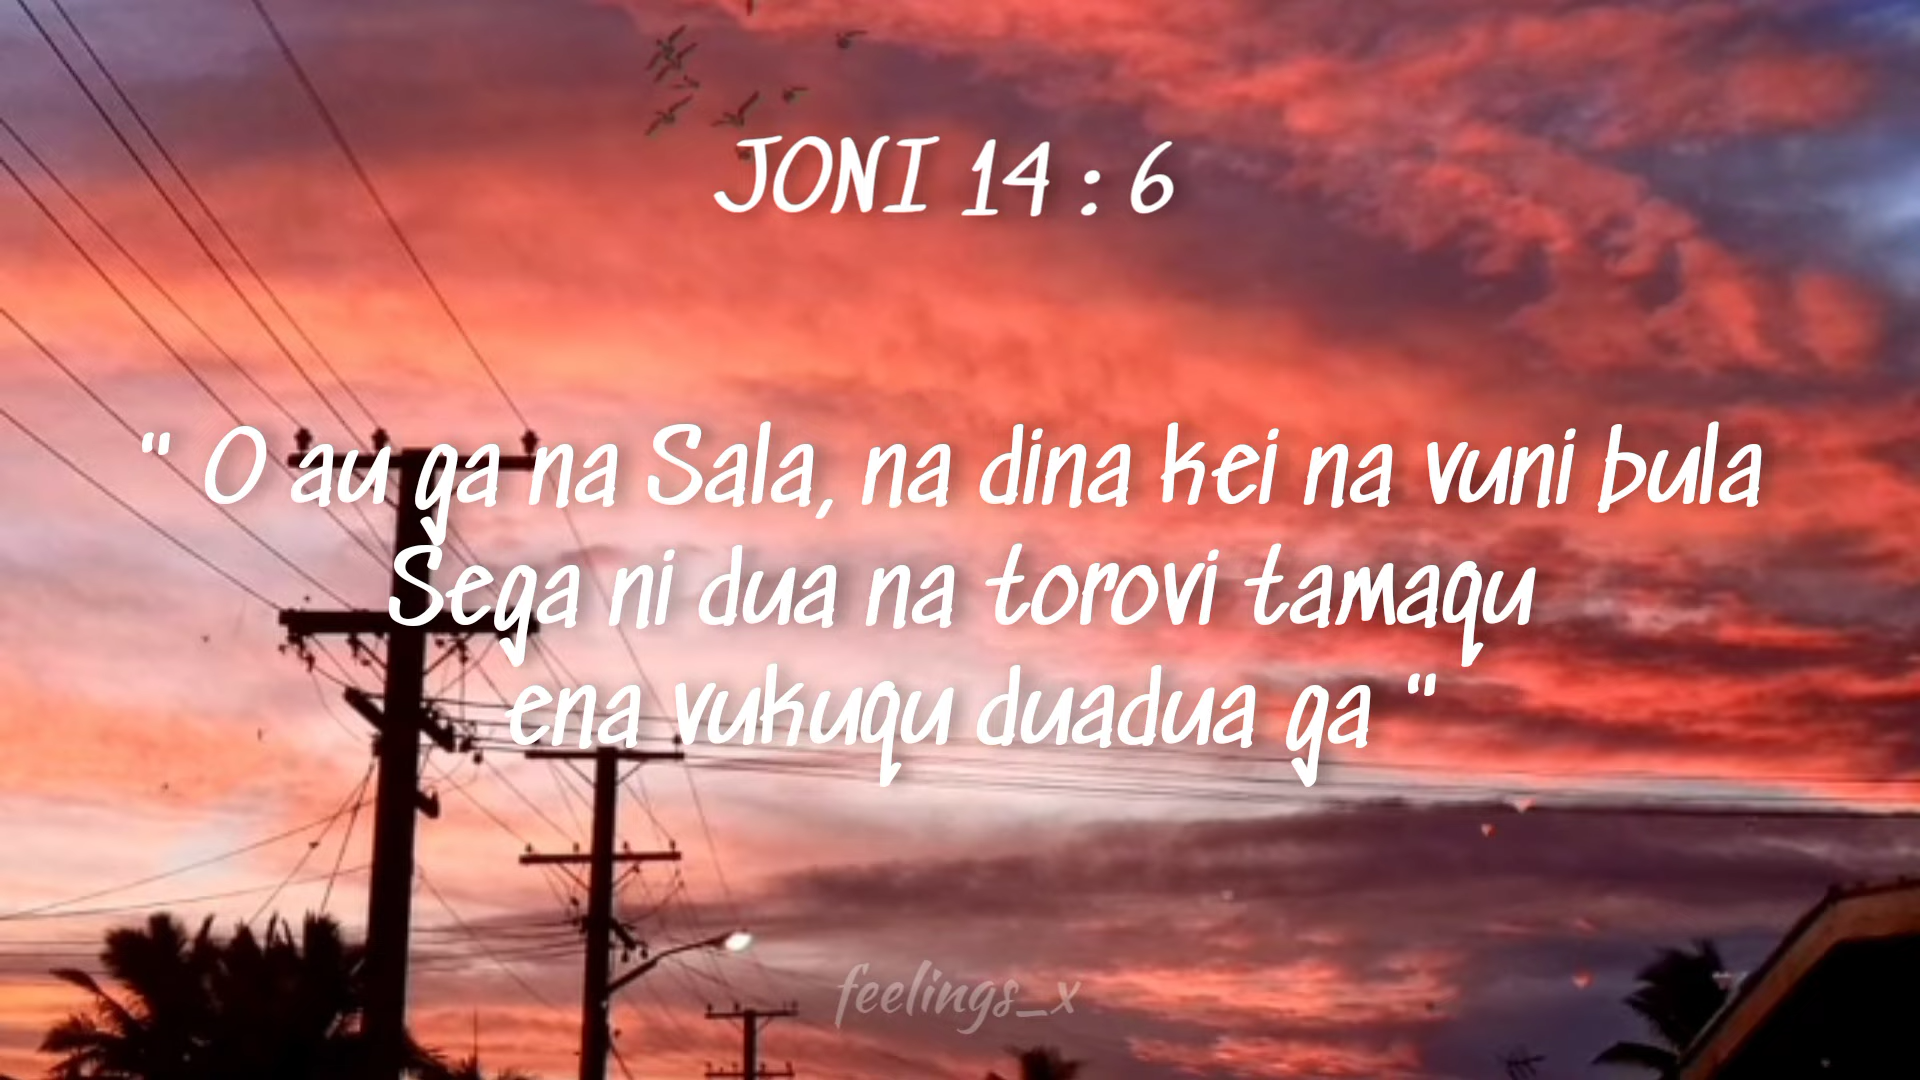 JONI 14 : 6
" O au ga na Sala, na dina kei na vuni bula
Sega ni dua na torovi tamaqu
ena vukuqu duadua ga "
feelings_x